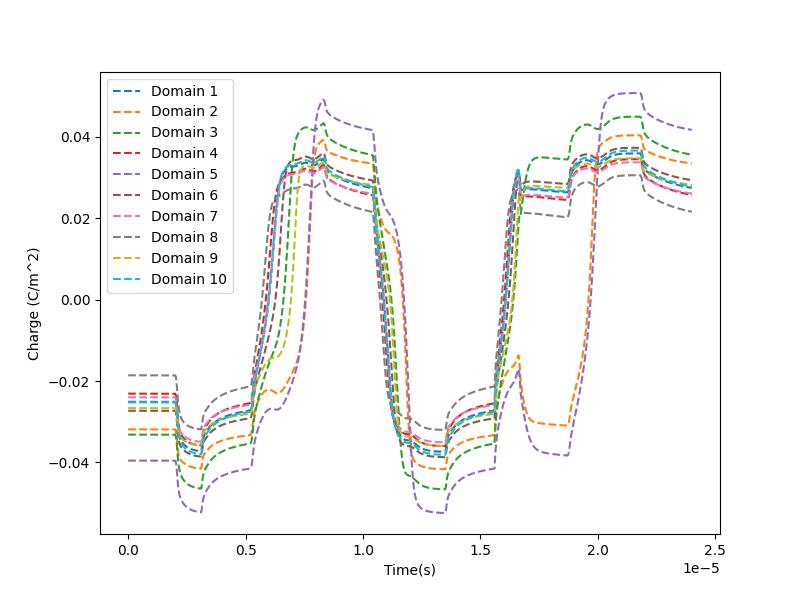 Domain 1
Domain 2
Domain 3
Domain 4
Domain 5
Domain 6
Domain 7
Domain 8
Domain 9
Domain 10
Charge (C/m^2)
0.04
0.02
0.00
−0.02
−0.04
0.0
0.5
1.0
1.5
2.0
2.5
1e−5
Time(s)